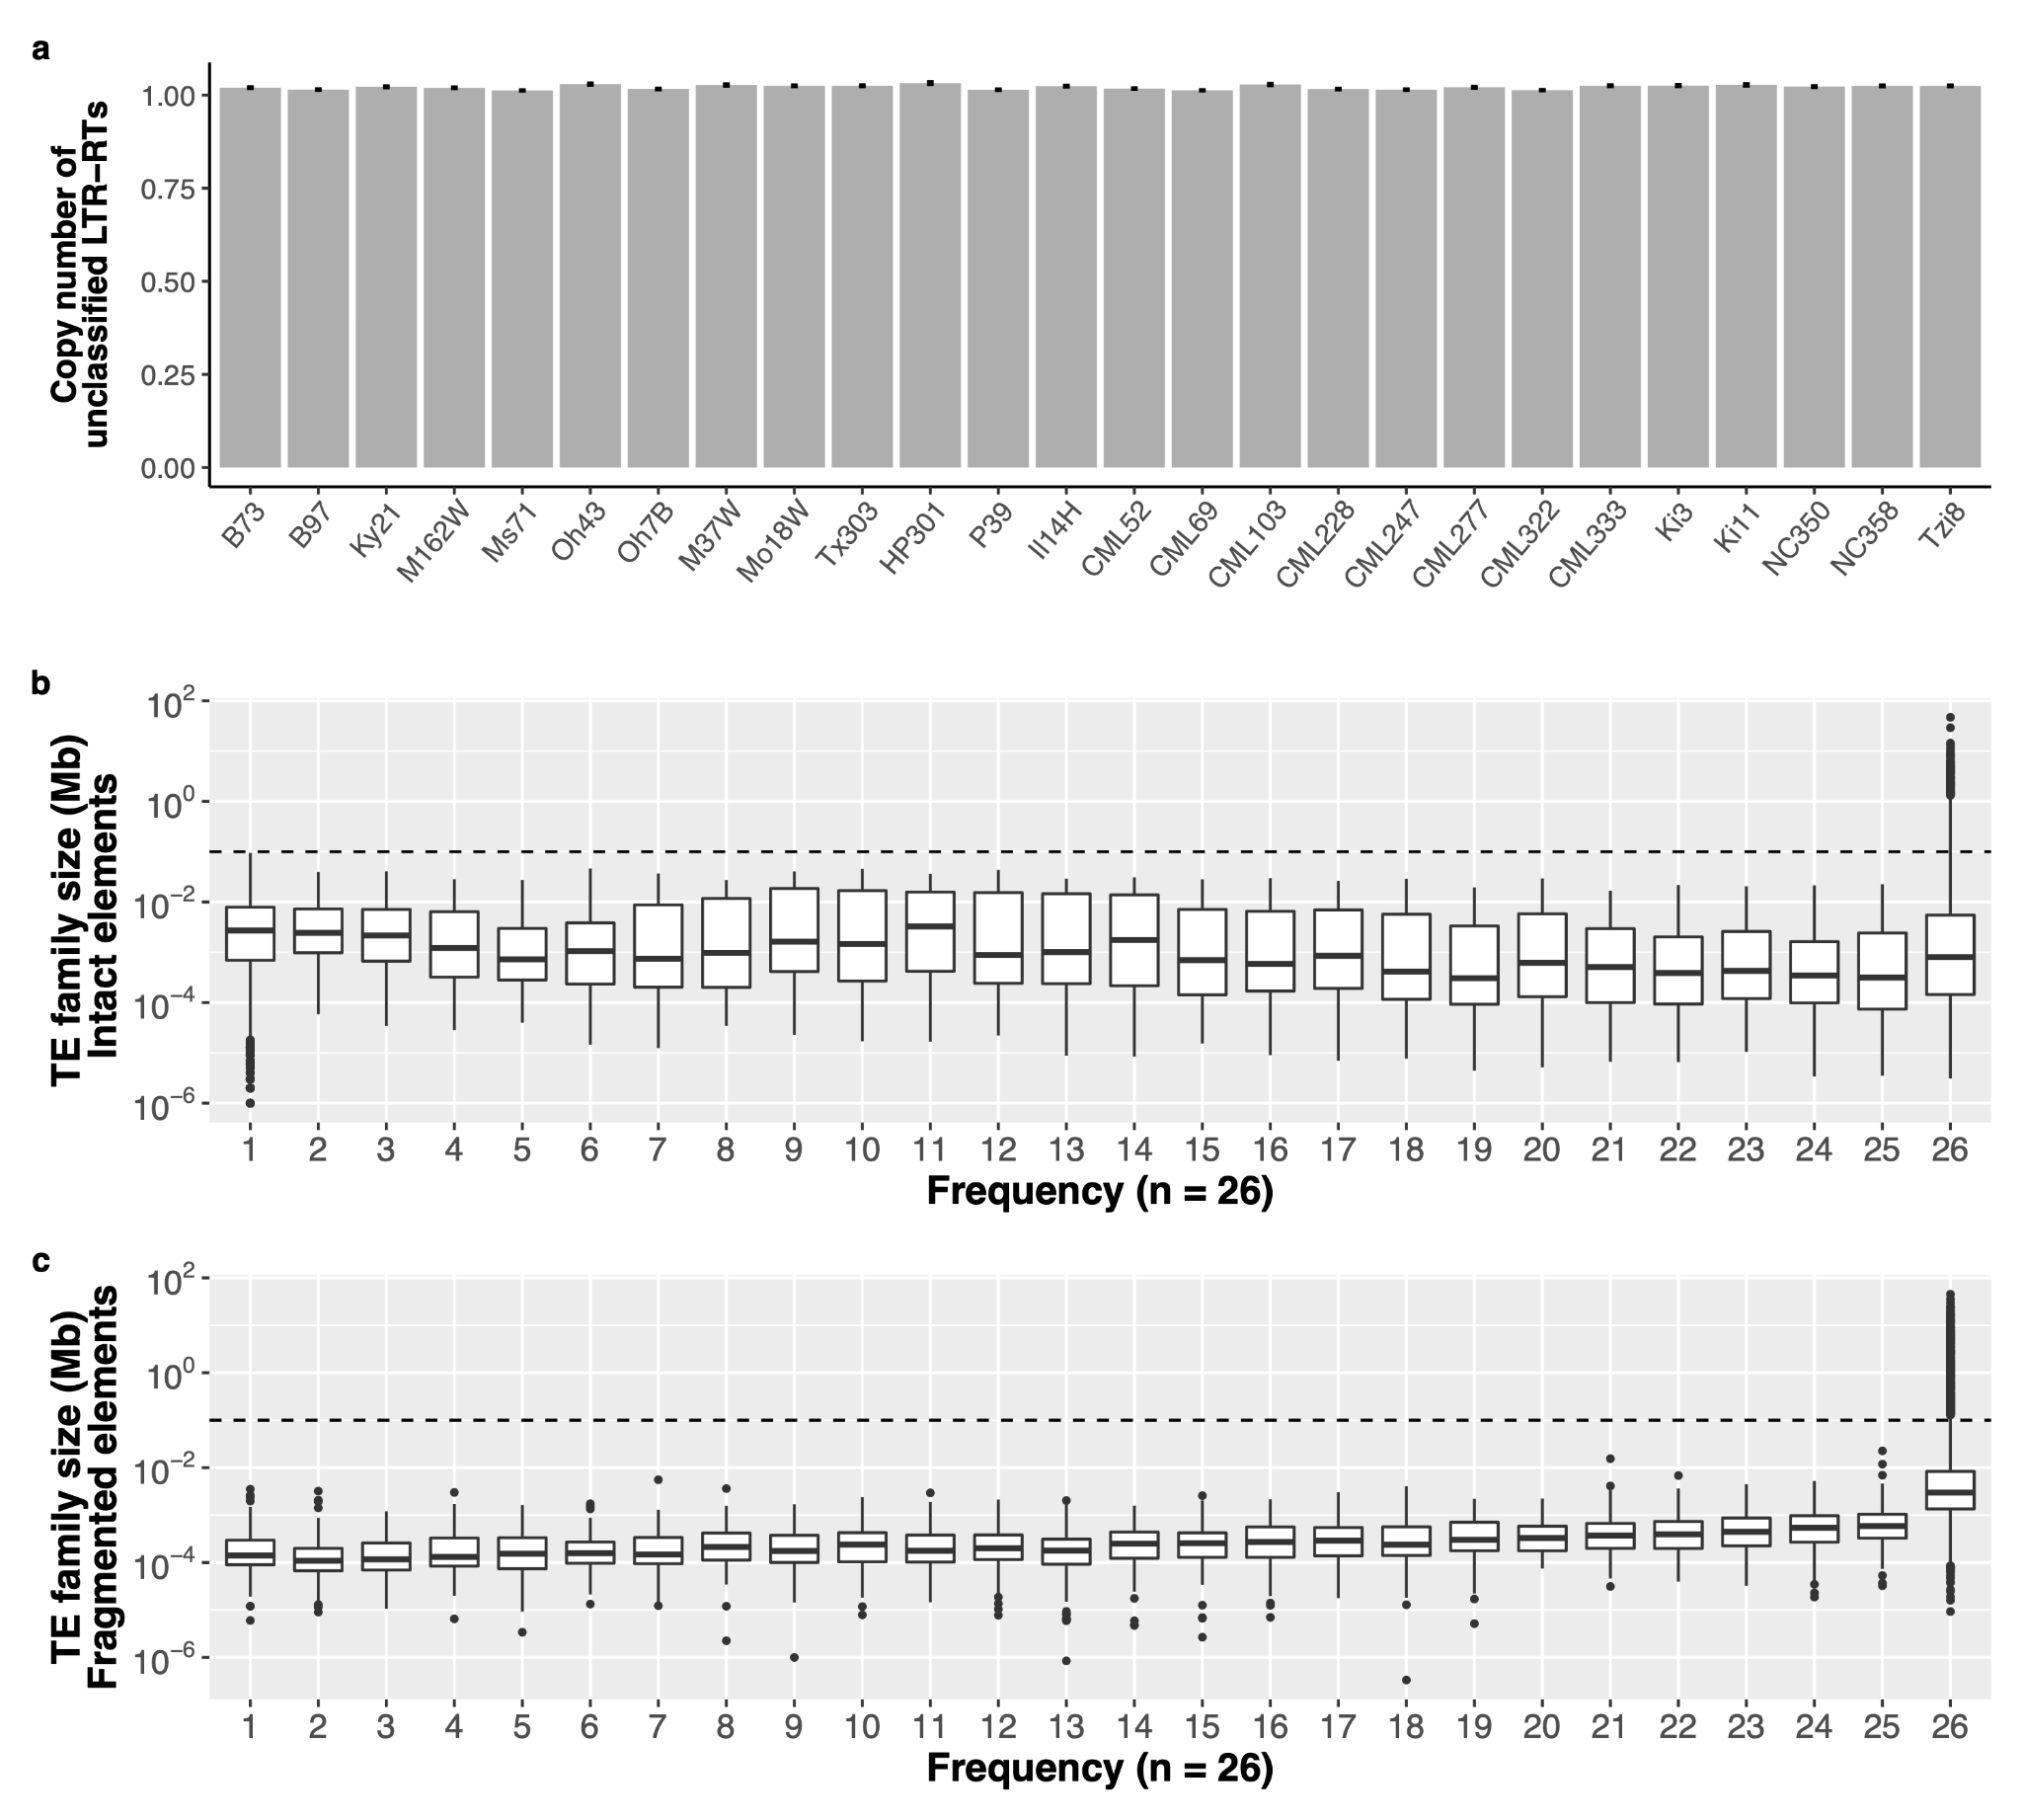 a
Copy number of
unclassified LTR−RTs
1.00
0.75
0.50
0.25
0.00
B73 B97 Ky21 M162W Ms71 Oh43 Oh7B M37W Mo18W Tx303 HP301 P39 Il14H CML52 CML69 CML103 CML228 CML247 CML277 CML322 CML333 Ki3 Ki11 NC350 NC358 Tzi8
b
TE family size (Mb)
Intact elements
10^2
10^0
10^−2
10^−4
10^−6
1 2 3 4 5 6 7 8 9 10 11 12 13 14 15 16 17 18 19 20 21 22 23 24 25 26
Frequency (n = 26)
c
TE family size (Mb)
Fragmented elements
10^2
10^0
10^−2
10^−4
10^−6
1 2 3 4 5 6 7 8 9 10 11 12 13 14 15 16 17 18 19 20 21 22 23 24 25 26
Frequency (n = 26)